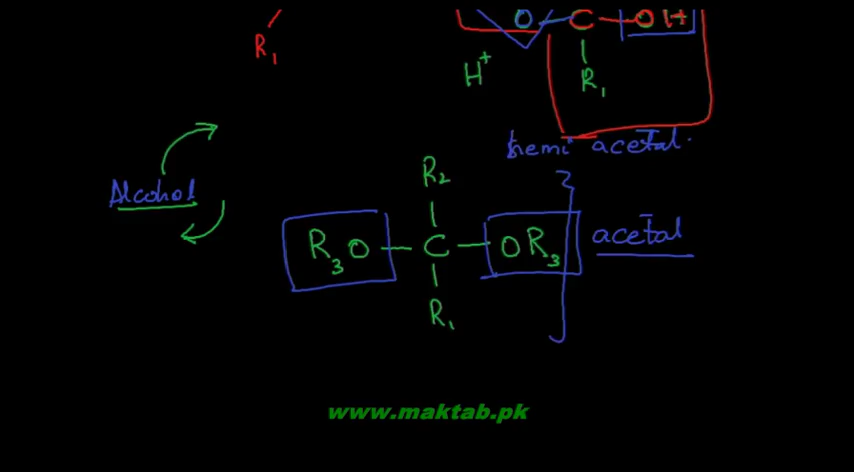 O – C – OH
R1
H+
R1
hemi acetal.
R2
Alcohol
R3O – C – OR3 acetal
R1
www.maktab.pk